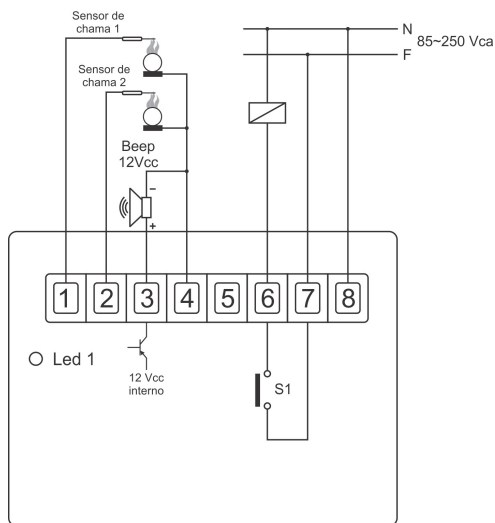 Sensor de
chama 1
N
85~250 Vca
F
Sensor de
chama 2
Beep
12Vcc
–
+
1 2 3 4 5 6 7 8
Led 1
12 Vcc
interno
S1